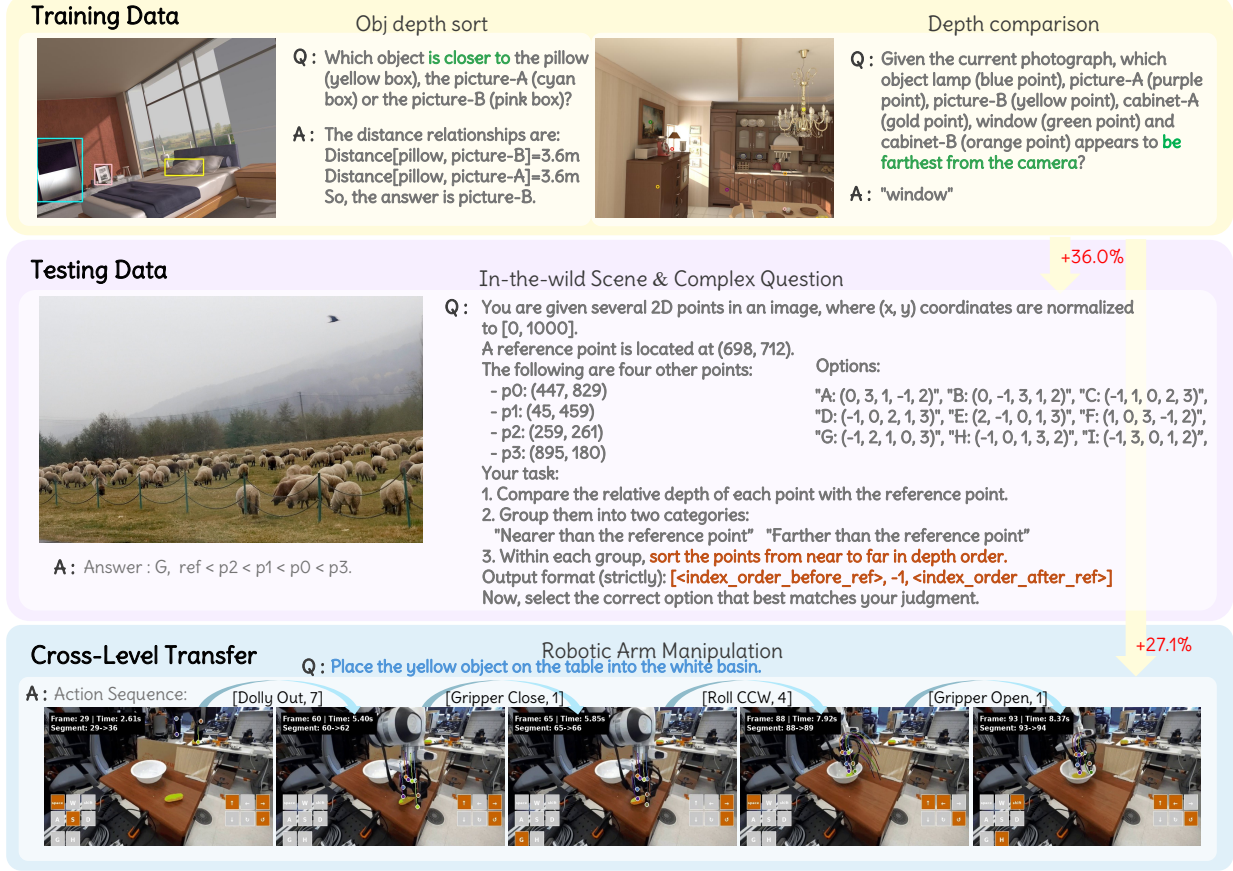 Training Data
Obj depth sort
Q : Which object is closer to the pillow
(yellow box), the picture-A (cyan
box) or the picture-B (pink box)?
A : The distance relationships are:
Distance[pillow, picture-B]=3.6m
Distance[pillow, picture-A]=3.6m
So, the answer is picture-B.
Depth comparison
Q : Given the current photograph, which
object lamp (blue point), picture-A (purple
point), picture-B (yellow point), cabinet-A
(gold point), window (green point) and
cabinet-B (orange point) appears to be
farthest from the camera?
A : "window"
+36.0%
Testing Data
In-the-wild Scene & Complex Question
Q : You are given several 2D points in an image, where (x, y) coordinates are normalized
to [0, 1000].
A reference point is located at (698, 712).
The following are four other points:
- p0: (447, 829)
- p1: (45, 459)
- p2: (259, 261)
- p3: (895, 180)
Options:
"A: (0, 3, 1, -1, 2)", "B: (0, -1, 3, 1, 2)", "C: (-1, 1, 0, 2, 3)",
"D: (-1, 0, 2, 1, 3)", "E: (2, -1, 0, 1, 3)", "F: (1, 0, 3, -1, 2)",
"G: (-1, 2, 1, 0, 3)", "H: (-1, 0, 1, 3, 2)", "I: (-1, 3, 0, 1, 2)",
Your task:
1. Compare the relative depth of each point with the reference point.
2. Group them into two categories:
"Nearer than the reference point" "Farther than the reference point"
3. Within each group, sort the points from near to far in depth order.
Output format (strictly): [<index_order_before_ref>, -1, <index_order_after_ref>]
Now, select the correct option that best matches your judgment.
A : Answer : G, ref < p2 < p1 < p0 < p3.
+27.1%
Cross-Level Transfer
Robotic Arm Manipulation
Q : Place the yellow object on the table into the white basin.
A : Action Sequence:
[Dolly Out, 7]
[Gripper Close, 1]
[Roll CCW, 4]
[Gripper Open, 1]
Frame: 29 | Time: 2.61s
Segment: 29->36
Frame: 60 | Time: 5.40s
Segment: 60->62
Frame: 65 | Time: 5.85s
Segment: 65->66
Frame: 88 | Time: 7.92s
Segment: 88->89
Frame: 93 | Time: 8.37s
Segment: 93->94
W
A S D
G H
W
A S D
G H
W
A S D
G H
W
A S D
G H
W
A S D
G H